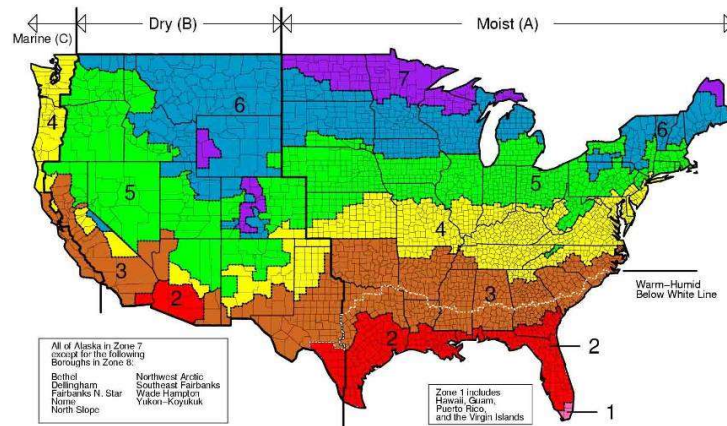 Marine (C)
Dry (B)
Moist (A)
7
6
6
4
5
5
4
3
3
2
2
2
1
Warm-Humid
Below White Line
All of Alaska in Zone 7
except for the following
Boroughs in Zone 8:
Bethel Northwest Arctic
Dellingham Southeast Fairbanks
Fairbanks N. Star Wade Hampton
Nome Yukon-Koyukuk
North Slope
Zone 1 includes
Hawaii, Guam,
Puerto Rico,
and the Virgin Islands